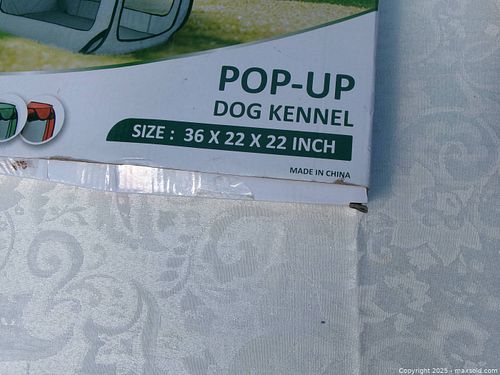 POP-UP
DOG KENNEL
SIZE : 36 X 22 X 22 INCH
MADE IN CHINA
Copyright 2025 - maxsold.com